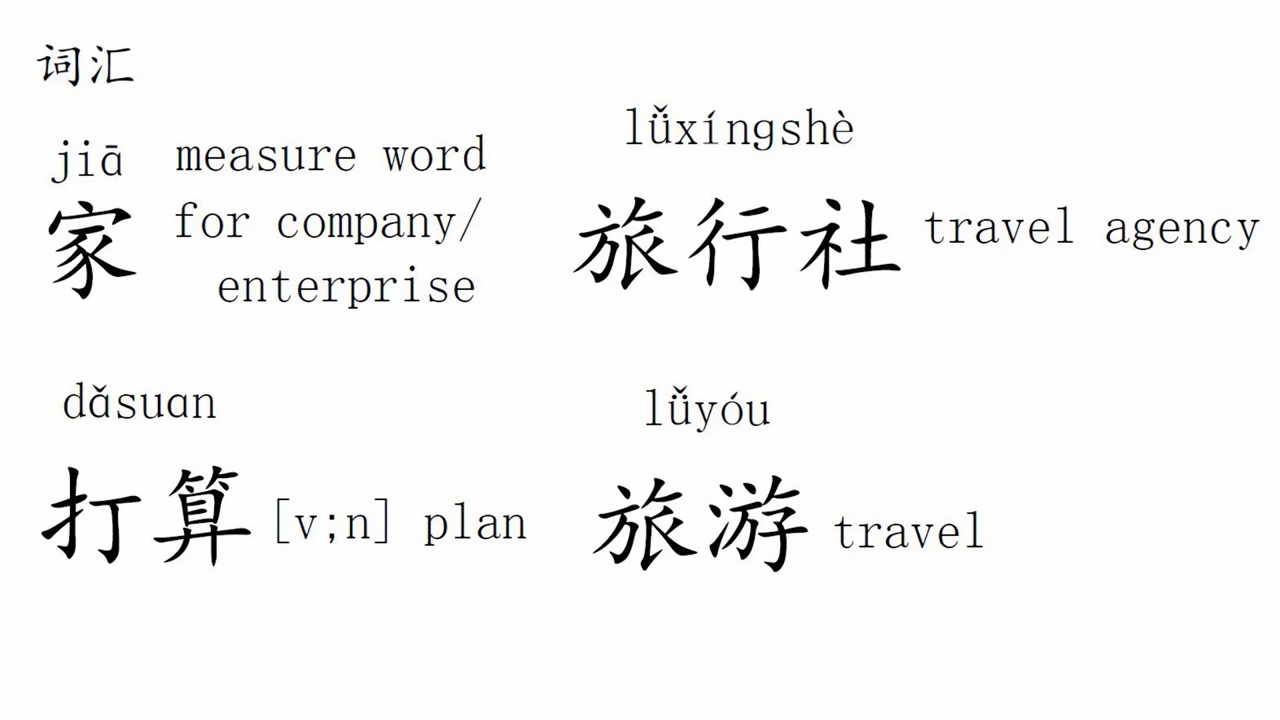 词汇
jiā measure word
家 for company/
enterprise
lǚxíngshè
旅行社 travel agency
dǎsuan
打算 [v;n] plan
lǚyóu
旅游 travel